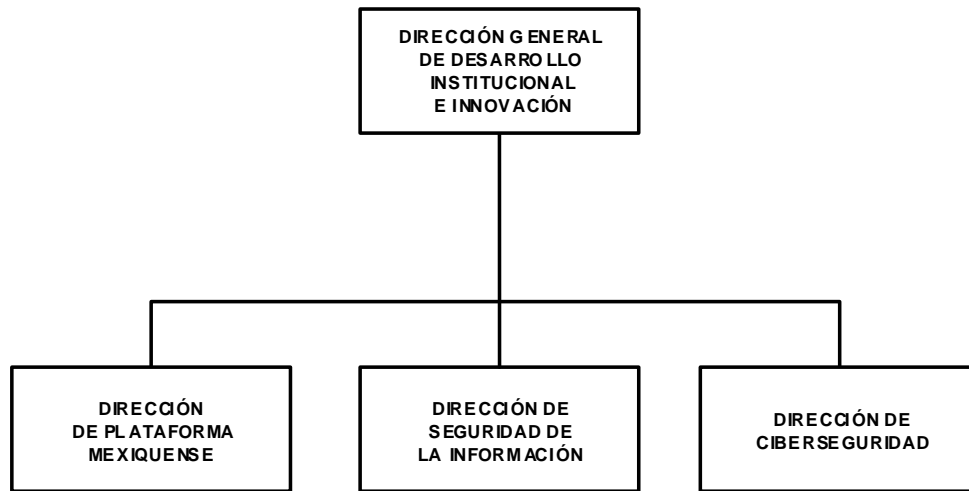 DIRECCIÓN GENERAL
DE DESARROLLO
INSTITUCIONAL
E INNOVACIÓN
DIRECCIÓN
DE PLATAFORMA
MEXIQUENSE
DIRECCIÓN DE
SEGURIDAD DE
LA INFORMACIÓN
DIRECCIÓN DE
CIBERSEGURIDAD